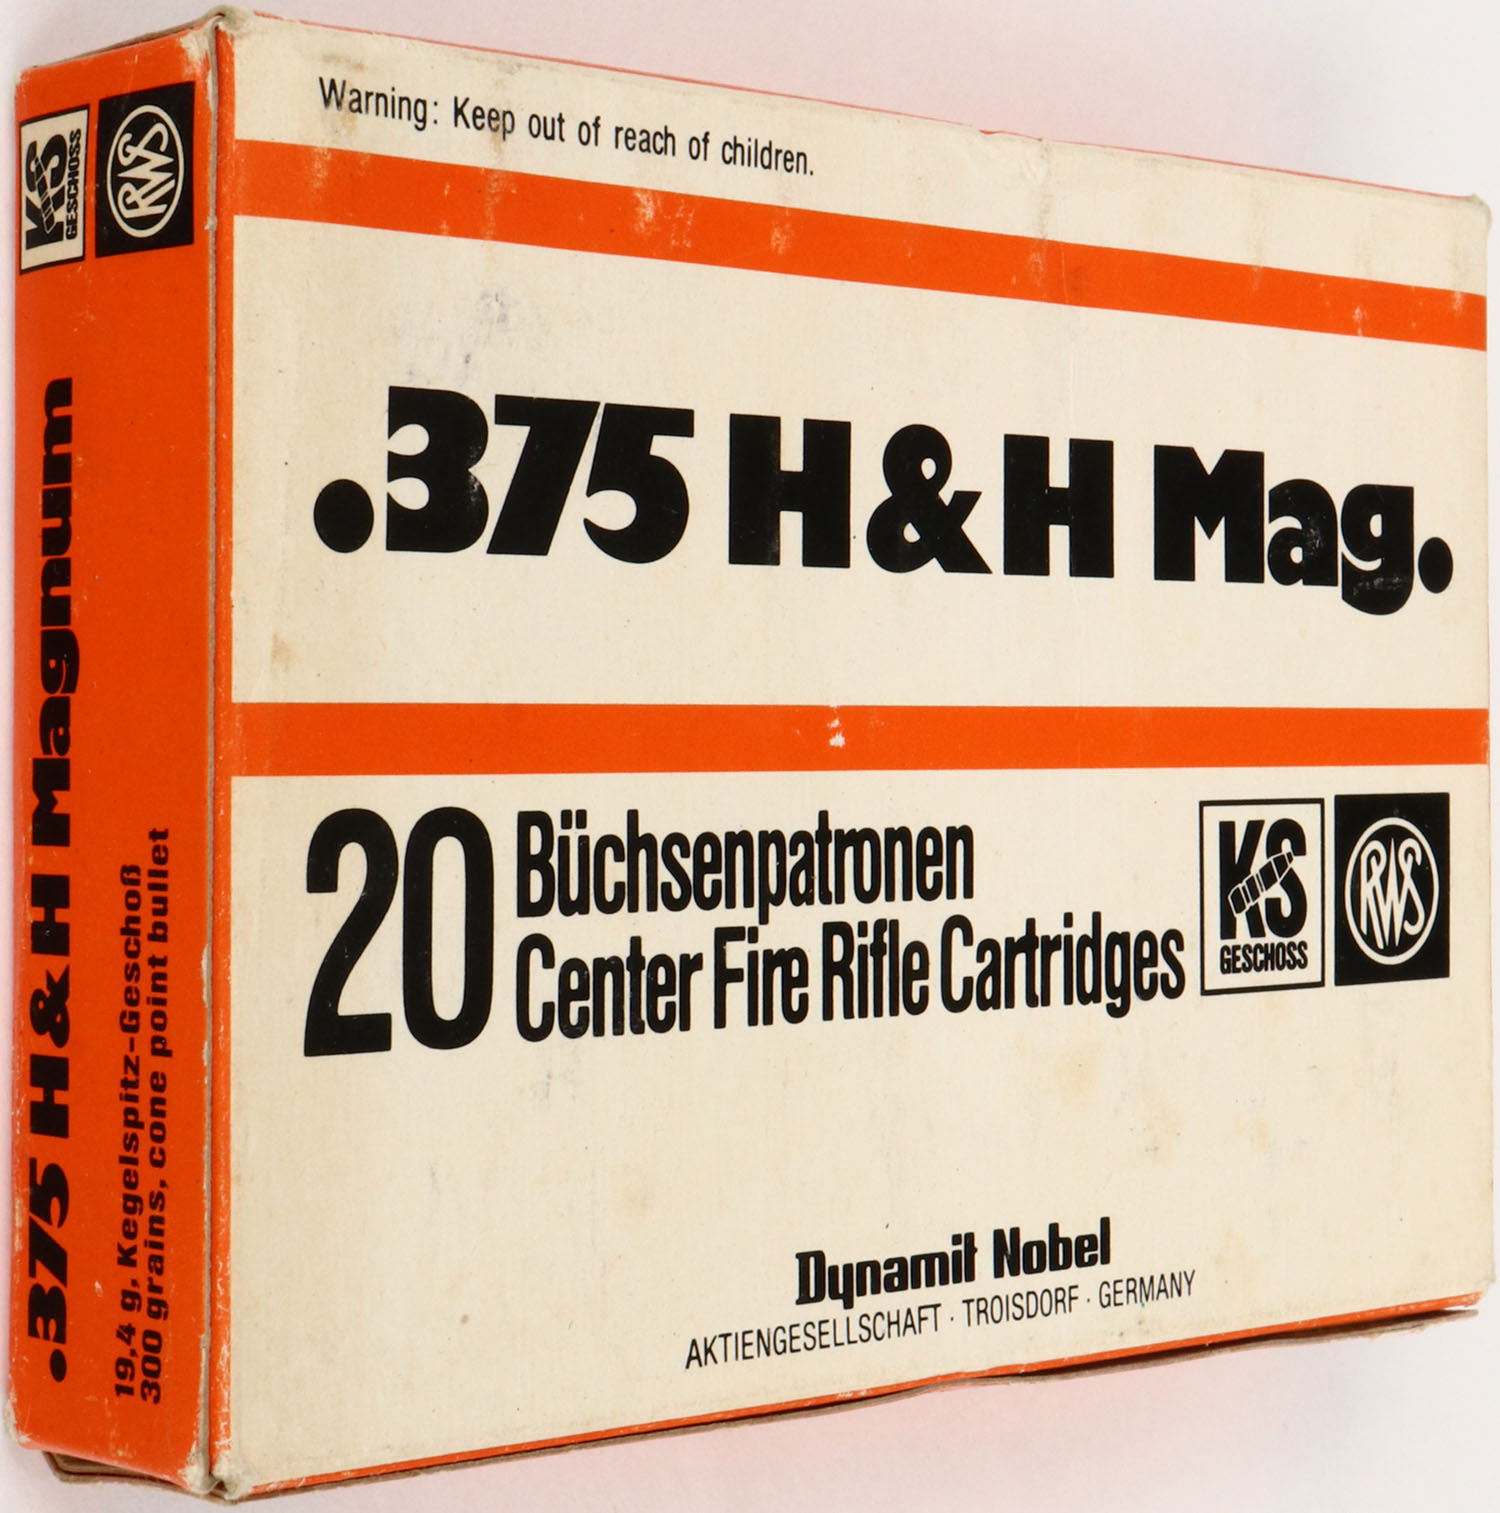 Warning: Keep out of reach of children.
.375 H&H Mag.
20 Büchsenpatronen
Center Fire Rifle Cartridges
KS
GESCHOSS
RWS
Dynamit Nobel
AKTIENGESELLSCHAFT · TROISDORF · GERMANY
.375 H&H Magnum
19,4 g, Kegelspitz-Geschoß
300 grains, cone point bullet
KS
GESCHOSS
RWS